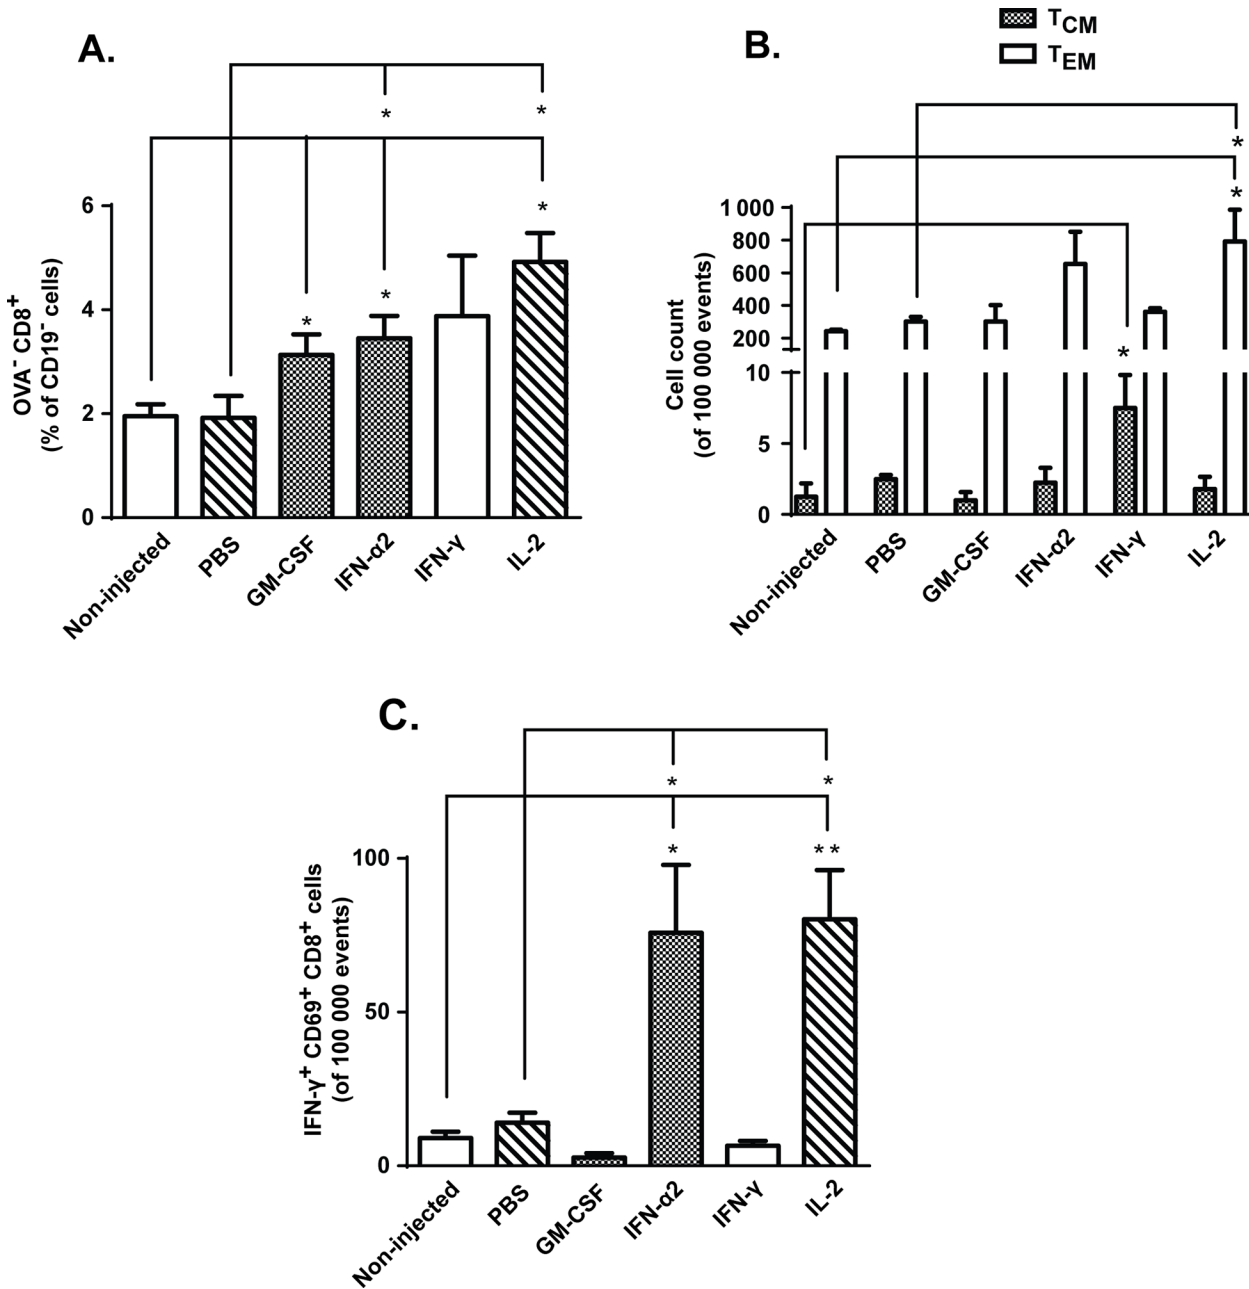 A.
*
*
*
*
*
6
4
2
0
OVA⁻ CD8⁺
(% of CD19⁻ cells)
Non-injected
PBS
GM-CSF
IFN-α2
IFN-γ
IL-2
B.
TCM
TEM
*
*
*
1 000
800
600
400
200
10
5
0
Cell count
(of 100 000 events)
Non-injected
PBS
GM-CSF
IFN-α2
IFN-γ
IL-2
C.
*
*
*
**
100
50
0
IFN-γ⁺ CD69⁺ CD8⁺ cells
(of 100 000 events)
Non-injected
PBS
GM-CSF
IFN-α2
IFN-γ
IL-2